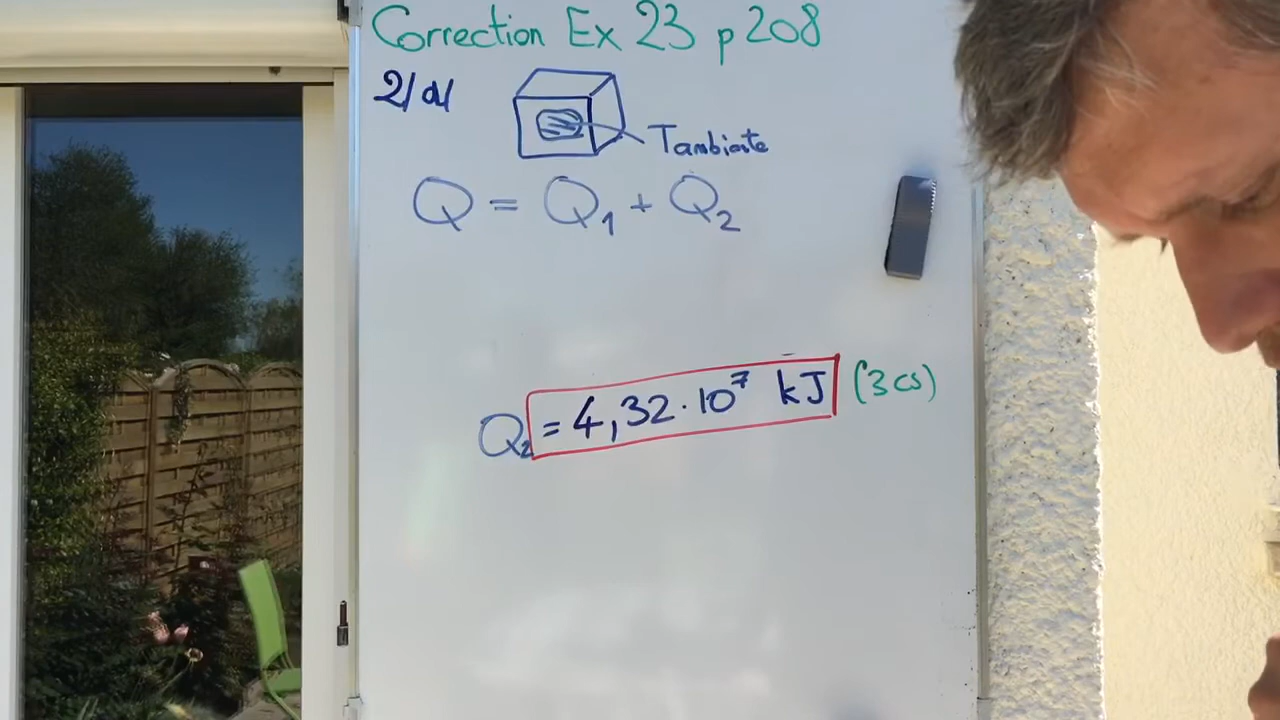 Correction Ex 23 p 208
2/a/
Tambiante
Q = Q₁ + Q₂
Q₂ = 4,32·10⁷ kJ (3cs)